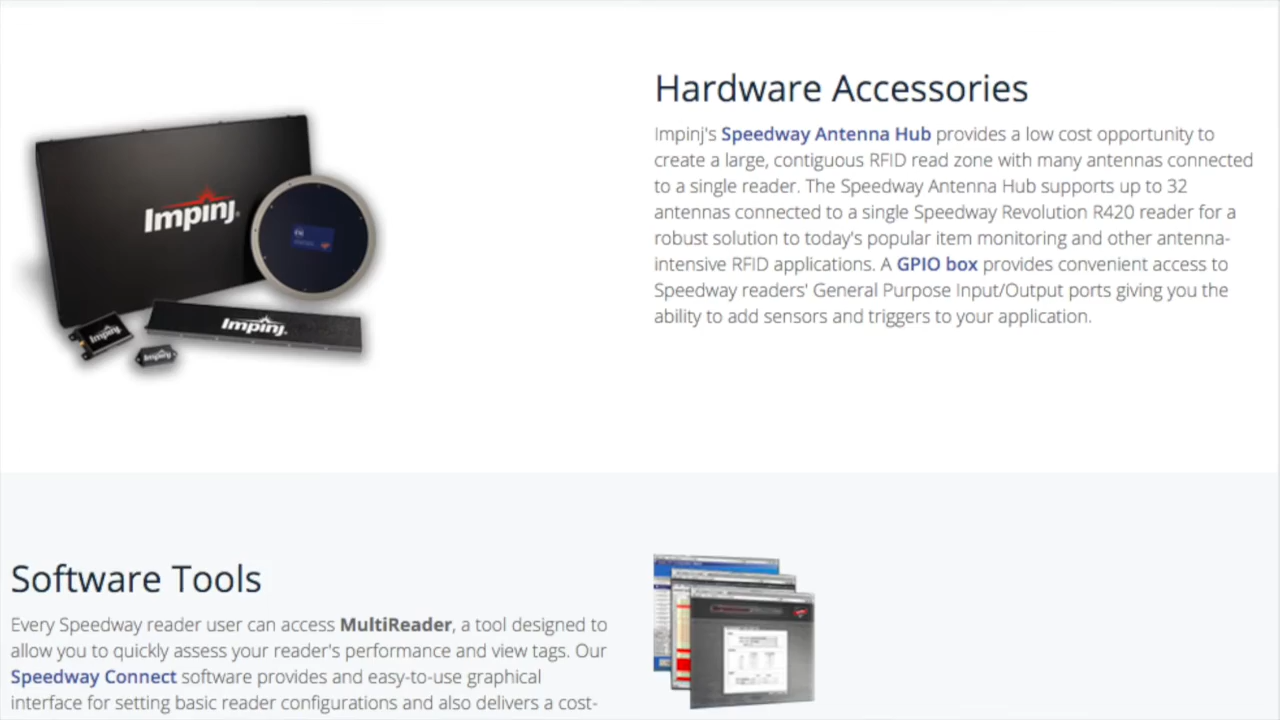 Hardware Accessories
Impinj's Speedway Antenna Hub provides a low cost opportunity to
create a large, contiguous RFID read zone with many antennas connected
to a single reader. The Speedway Antenna Hub supports up to 32
antennas connected to a single Speedway Revolution R420 reader for a
robust solution to today's popular item monitoring and other antenna-
intensive RFID applications. A GPIO box provides convenient access to
Speedway readers' General Purpose Input/Output ports giving you the
ability to add sensors and triggers to your application.
Impinj
Impinj
Impinj
Impinj
Software Tools
Every Speedway reader user can access MultiReader, a tool designed to
allow you to quickly assess your reader's performance and view tags. Our
Speedway Connect software provides and easy-to-use graphical
interface for setting basic reader configurations and also delivers a cost-